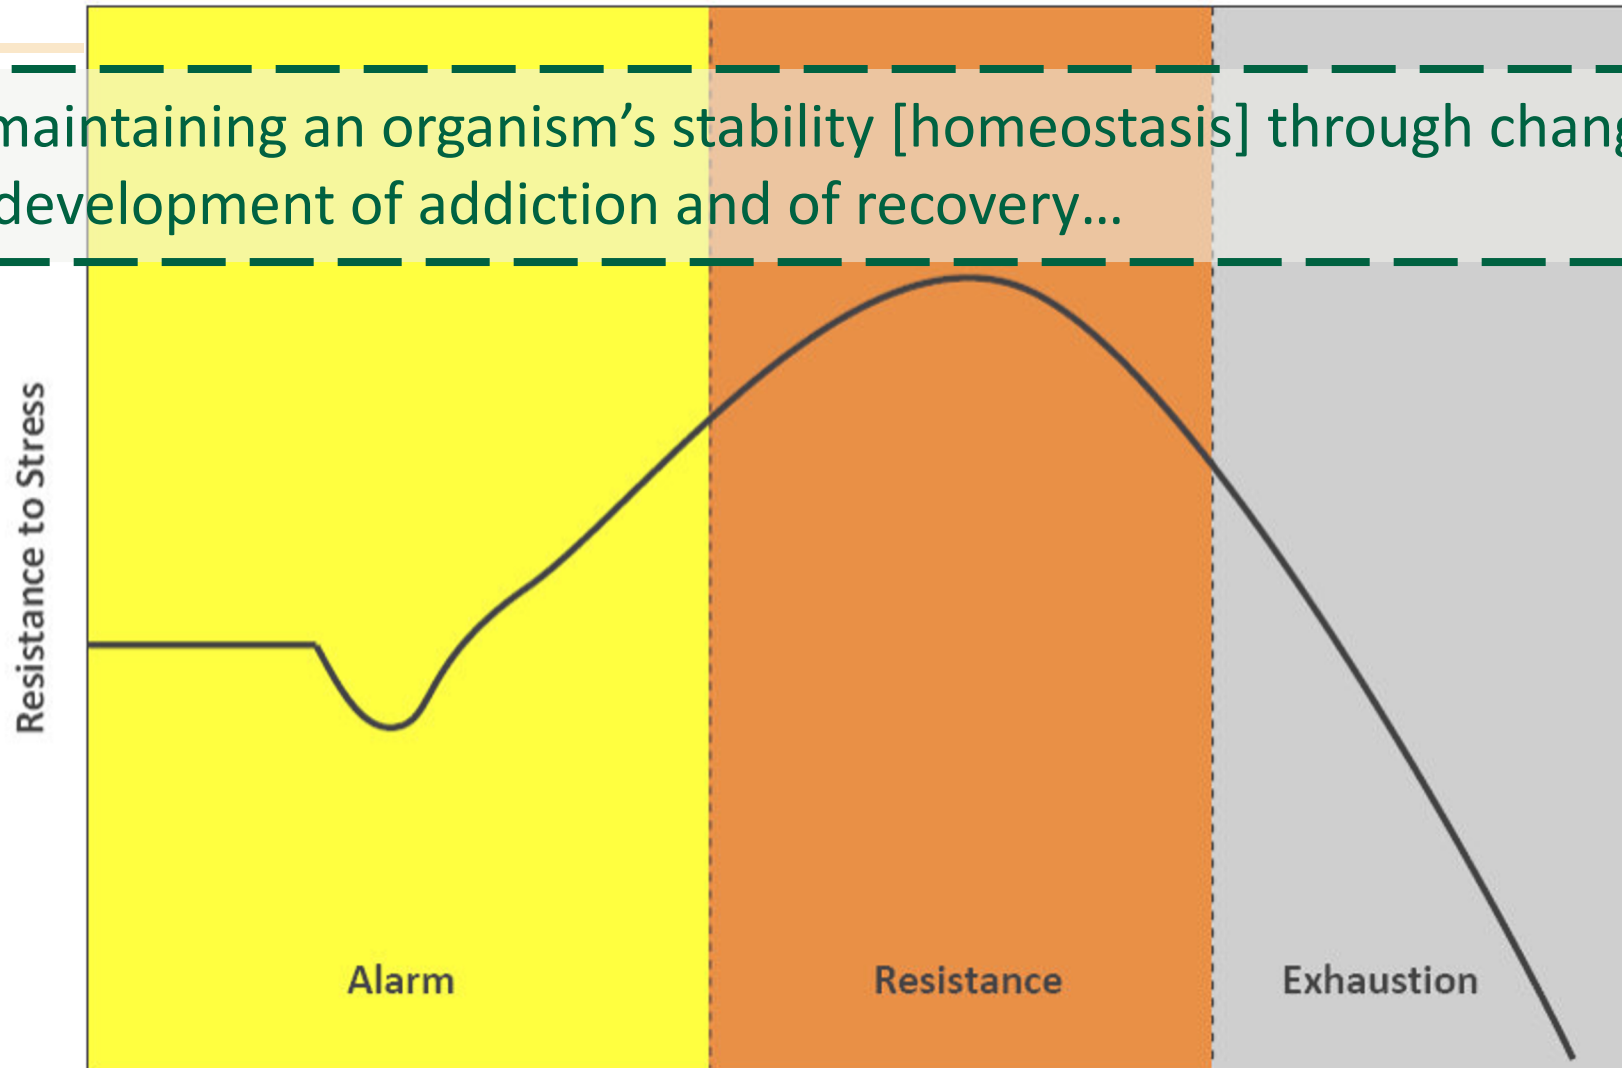 maintaining an organism’s stability [homeostasis] through chang
development of addiction and of recovery…
Resistance to Stress
Alarm
Resistance
Exhaustion